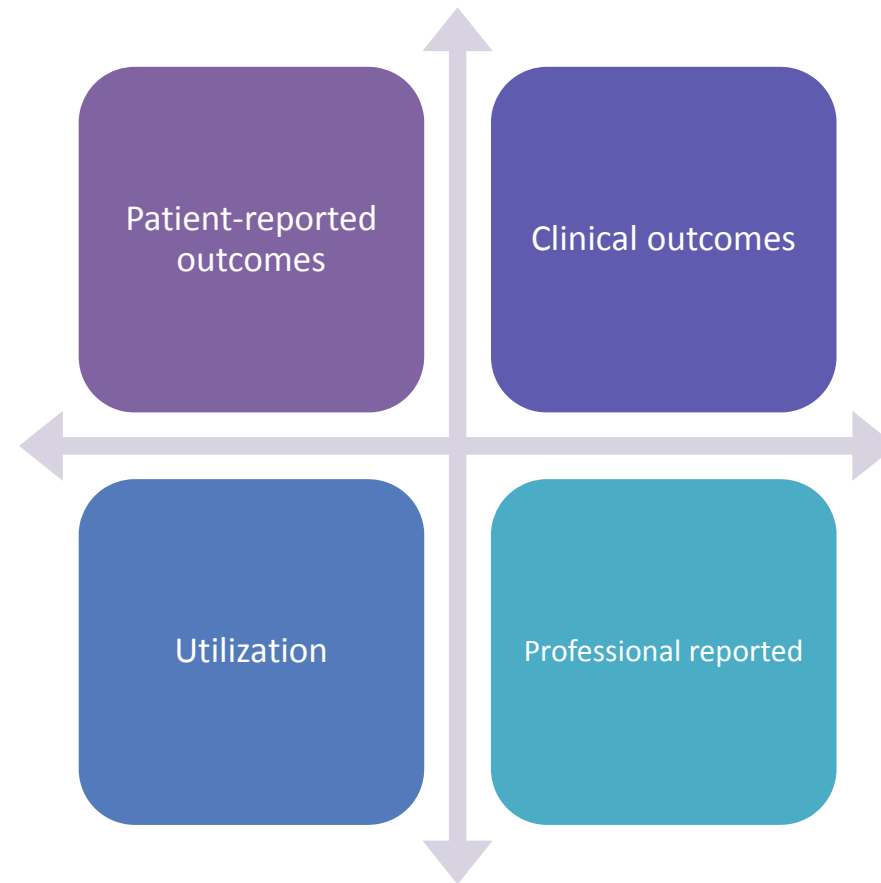 Patient-reported
outcomes
Clinical outcomes
Utilization
Professional reported